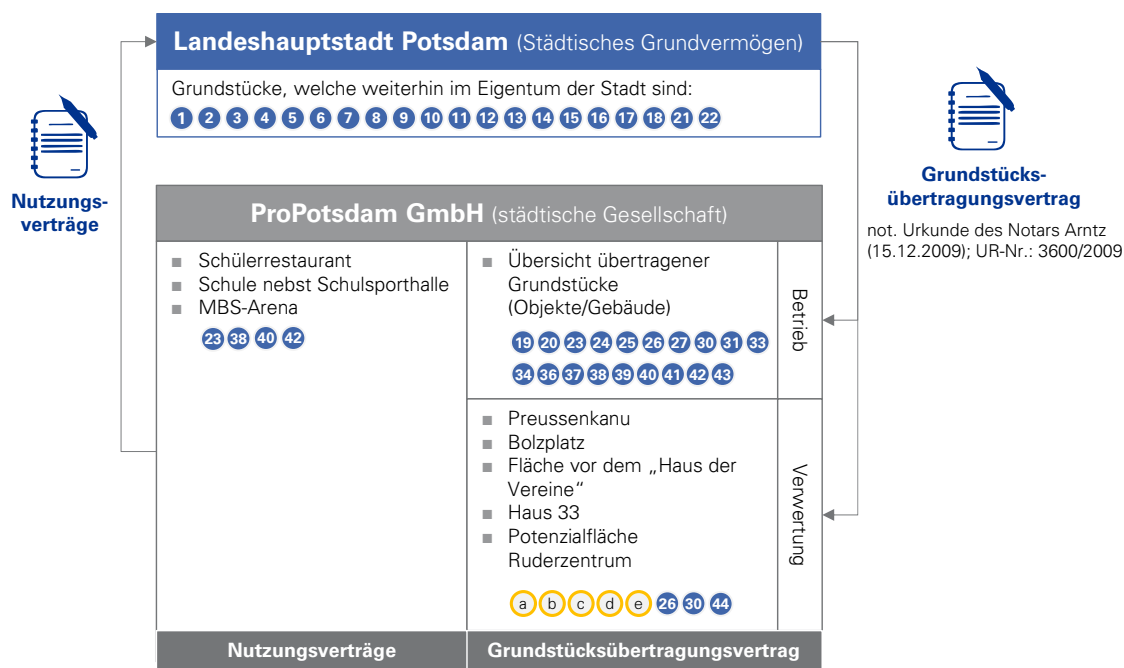 Landeshauptstadt Potsdam (Städtisches Grundvermögen)
Grundstücke, welche weiterhin im Eigentum der Stadt sind:
1 2 3 4 5 6 7 8 9 10 11 12 13 14 15 16 17 18 21 22
Nutzungs-
verträge
Grundstücks-
übertragungsvertrag
not. Urkunde des Notars Arntz
(15.12.2009); UR-Nr.: 3600/2009
ProPotsdam GmbH (städtische Gesellschaft)
Schülerrestaurant
Schule nebst Schulsporthalle
MBS-Arena
23 38 40 42
Übersicht übertragener
Grundstücke
(Objekte/Gebäude)
19 20 23 24 25 26 27 30 31 33
34 36 37 38 39 40 41 42 43
Betrieb
Preussenkanu
Bolzplatz
Fläche vor dem „Haus der
Vereine“
Haus 33
Potenzialfläche
Ruderzentrum
a b c d e 26 30 44
Verwertung
Nutzungsverträge
Grundstücksübertragungsvertrag